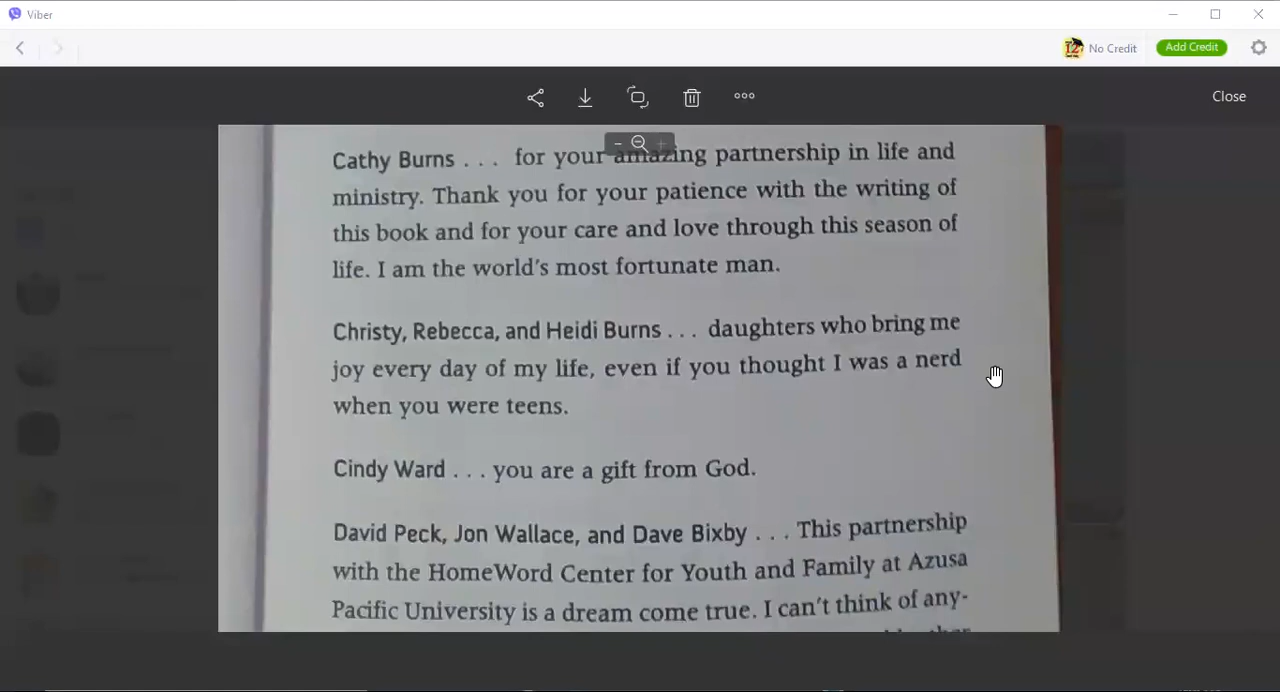 Viber
No Credit
Add Credit
Close
Cathy Burns . . . for your amazing partnership in life and
ministry. Thank you for your patience with the writing of
this book and for your care and love through this season of
life. I am the world's most fortunate man.
Christy, Rebecca, and Heidi Burns . . . daughters who bring me
joy every day of my life, even if you thought I was a nerd
when you were teens.
Cindy Ward . . . you are a gift from God.
David Peck, Jon Wallace, and Dave Bixby . . . This partnership
with the HomeWord Center for Youth and Family at Azusa
Pacific University is a dream come true. I can't think of any-